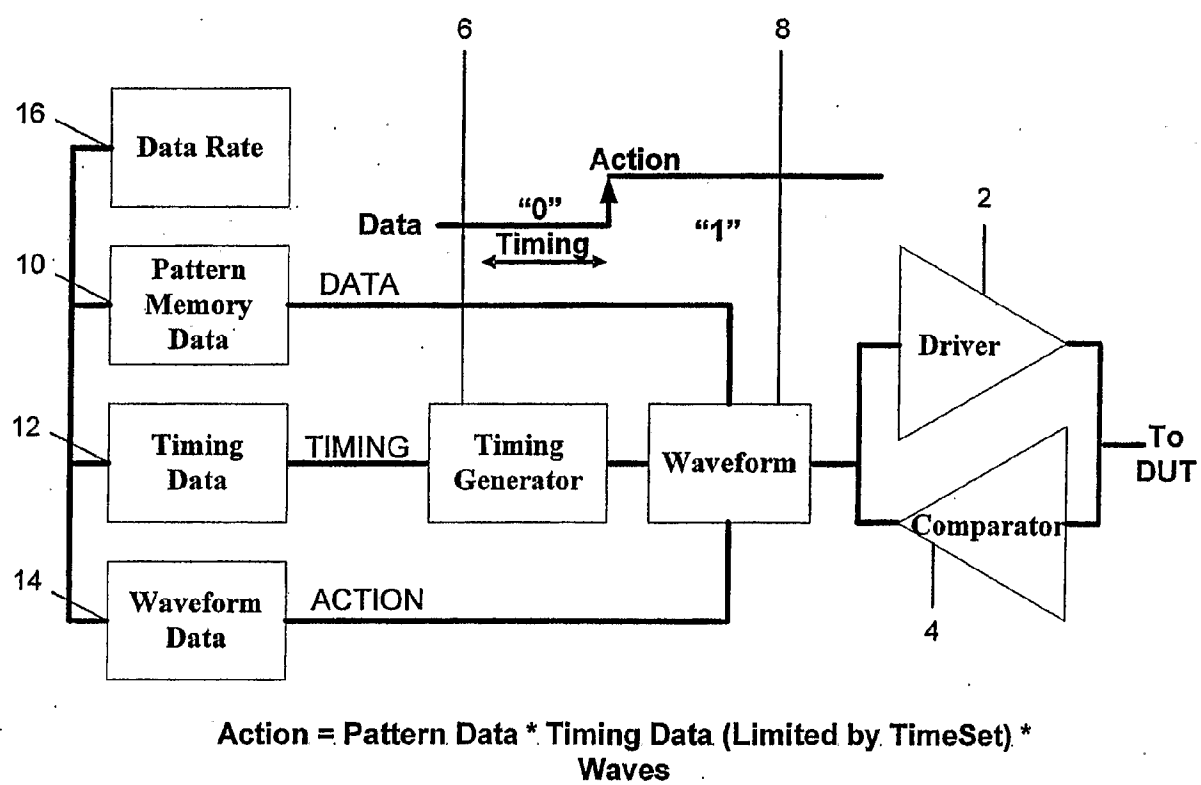 6
8
16
Data Rate
Action
Data
“0”
“1”
Timing
2
10
Pattern
Memory
Data
DATA
Driver
12
Timing
Data
TIMING
Timing
Generator
Waveform
To
DUT
Comparator
14
Waveform
Data
ACTION
4
Action = Pattern Data * Timing Data (Limited by TimeSet) *
Waves